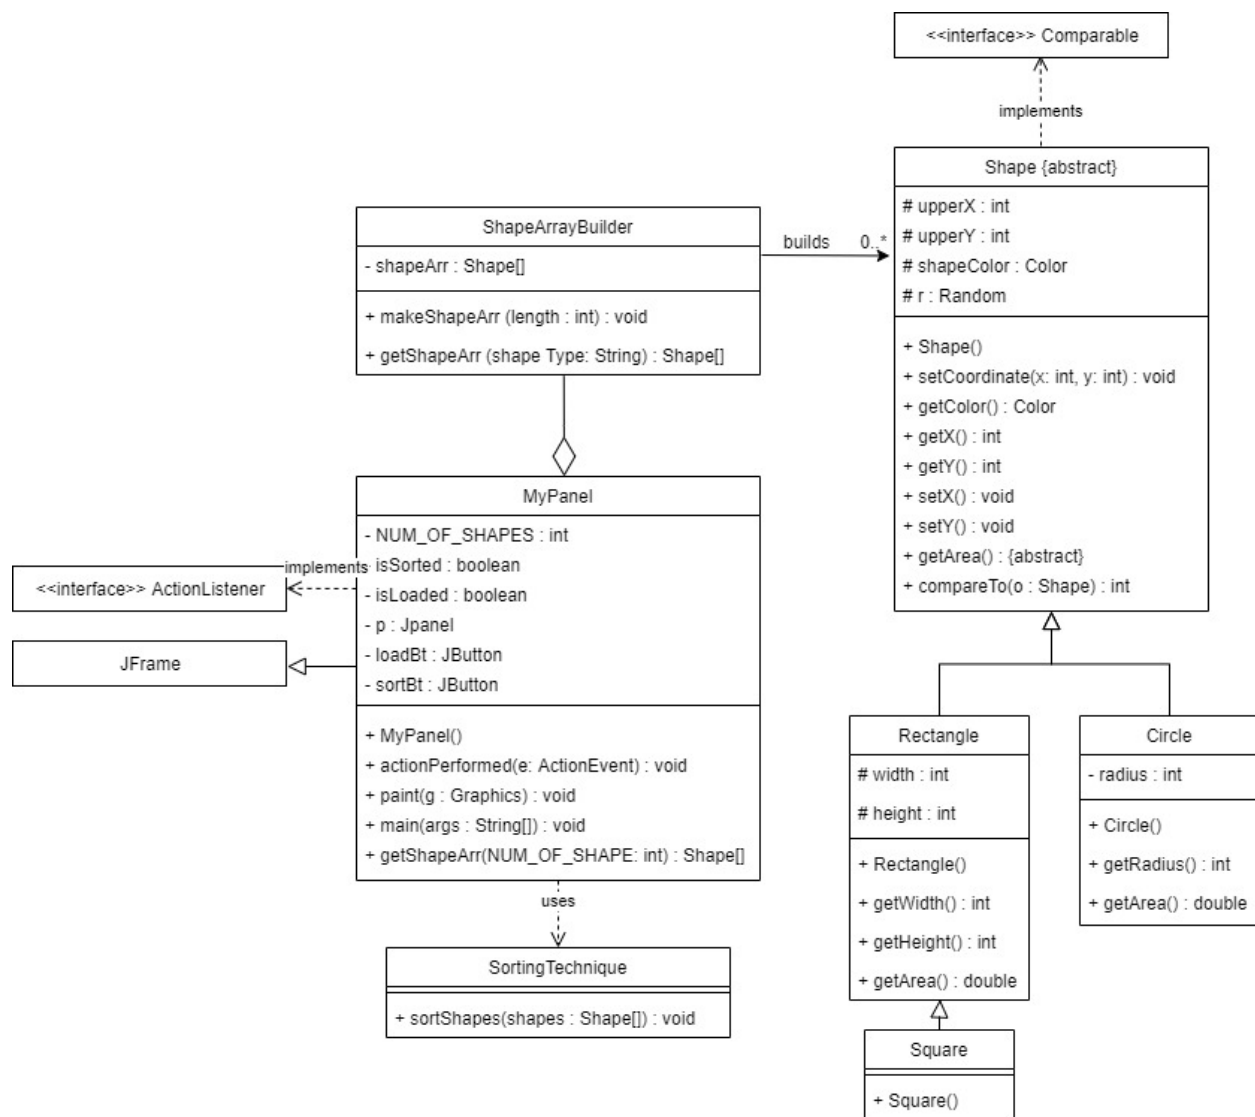 <<interface>> Comparable
implements
Shape {abstract}
# upperX : int
# upperY : int
# shapeColor : Color
# r : Random
+ Shape()
+ setCoordinate(x: int, y: int) : void
+ getColor() : Color
+ getX() : int
+ getY() : int
+ setX() : void
+ setY() : void
+ getArea() : {abstract}
+ compareTo(o : Shape) : int
ShapeArrayBuilder
- shapeArr : Shape[]
+ makeShapeArr (length : int) : void
+ getShapeArr (shape Type: String) : Shape[]
builds 0..*
MyPanel
- NUM_OF_SHAPES : int
isSorted : boolean
- isLoaded : boolean
- p : Jpanel
- loadBt : JButton
- sortBt : JButton
+ MyPanel()
+ actionPerformed(e: ActionEvent) : void
+ paint(g : Graphics) : void
+ main(args : String[]) : void
+ getShapeArr(NUM_OF_SHAPE: int) : Shape[]
implements
<<interface>> ActionListener
JFrame
uses
SortingTechnique
+ sortShapes(shapes : Shape[]) : void
Rectangle
# width : int
# height : int
+ Rectangle()
+ getWidth() : int
+ getHeight() : int
+ getArea() : double
Circle
- radius : int
+ Circle()
+ getRadius() : int
+ getArea() : double
Square
+ Square()